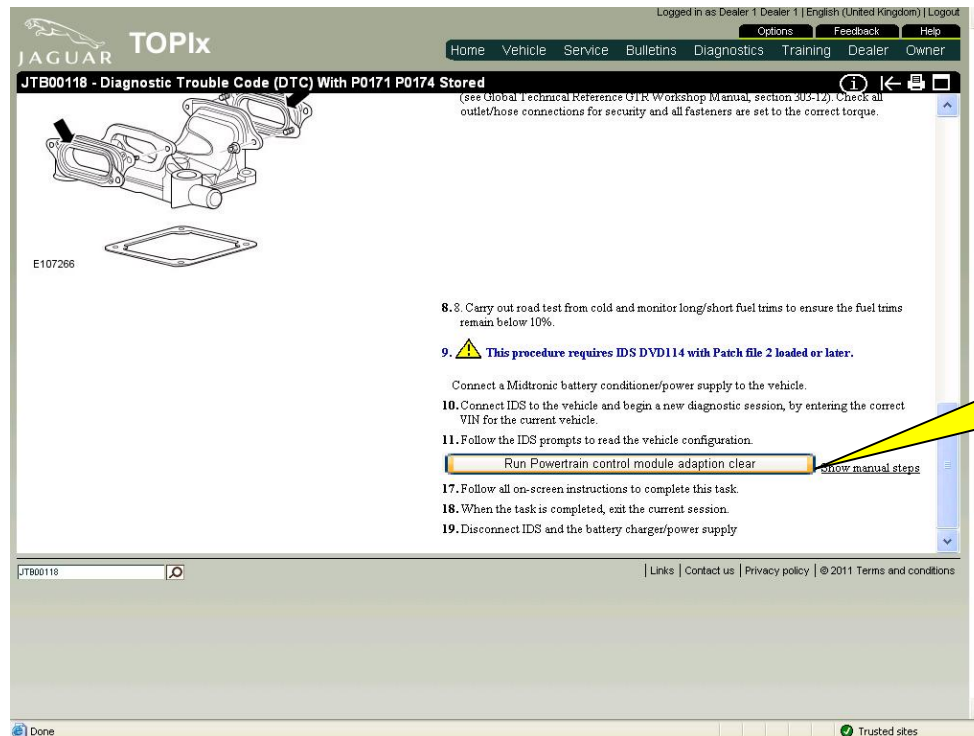 Logged in as Dealer 1 Dealer 1 | English (United Kingdom) | Logout
Options Feedback Help
JAGUAR TOPIx
Home Vehicle Service Bulletins Diagnostics Training Dealer Owner
JTB00118 - Diagnostic Trouble Code (DTC) With P0171 P0174 Stored
(see Global Technical Reference GTR Workshop Manual, section 303-12). Check all
outlet/hose connections for security and all fasteners are set to the correct torque.
E107266
8. 8. Carry out road test from cold and monitor long/short fuel trims to ensure the fuel trims
remain below 10%.
9. This procedure requires IDS DVD114 with Patch file 2 loaded or later.
Connect a Midtronic battery conditioner/power supply to the vehicle.
10. Connect IDS to the vehicle and begin a new diagnostic session, by entering the correct
VIN for the current vehicle.
11. Follow the IDS prompts to read the vehicle configuration.
Run Powertrain control module adaption clear
Show manual steps
17. Follow all on-screen instructions to complete this task.
18. When the task is completed, exit the current session.
19. Disconnect IDS and the battery charger/power supply
JTB00118
| Links | Contact us | Privacy policy | © 2011 Terms and conditions
Done
Trusted sites